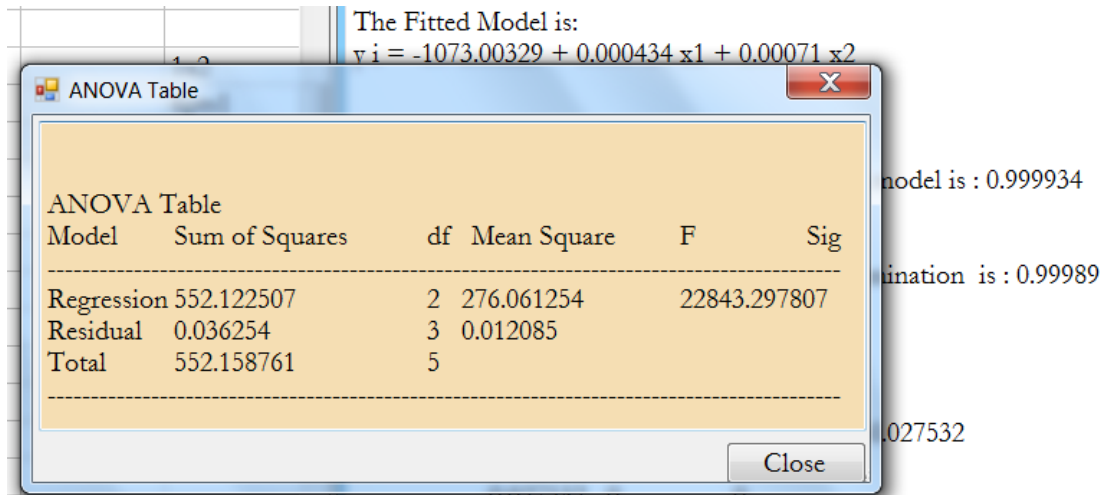 The Fitted Model is:
y i = -1073.00329 + 0.000434 x1 + 0.00071 x2
ANOVA Table
X
ANOVA Table
Model Sum of Squares df Mean Square F Sig
Regression 552.122507 2 276.061254 22843.297807
Residual 0.036254 3 0.012085
Total 552.158761 5
model is : 0.999934
ination is : 0.99989
.027532
Close